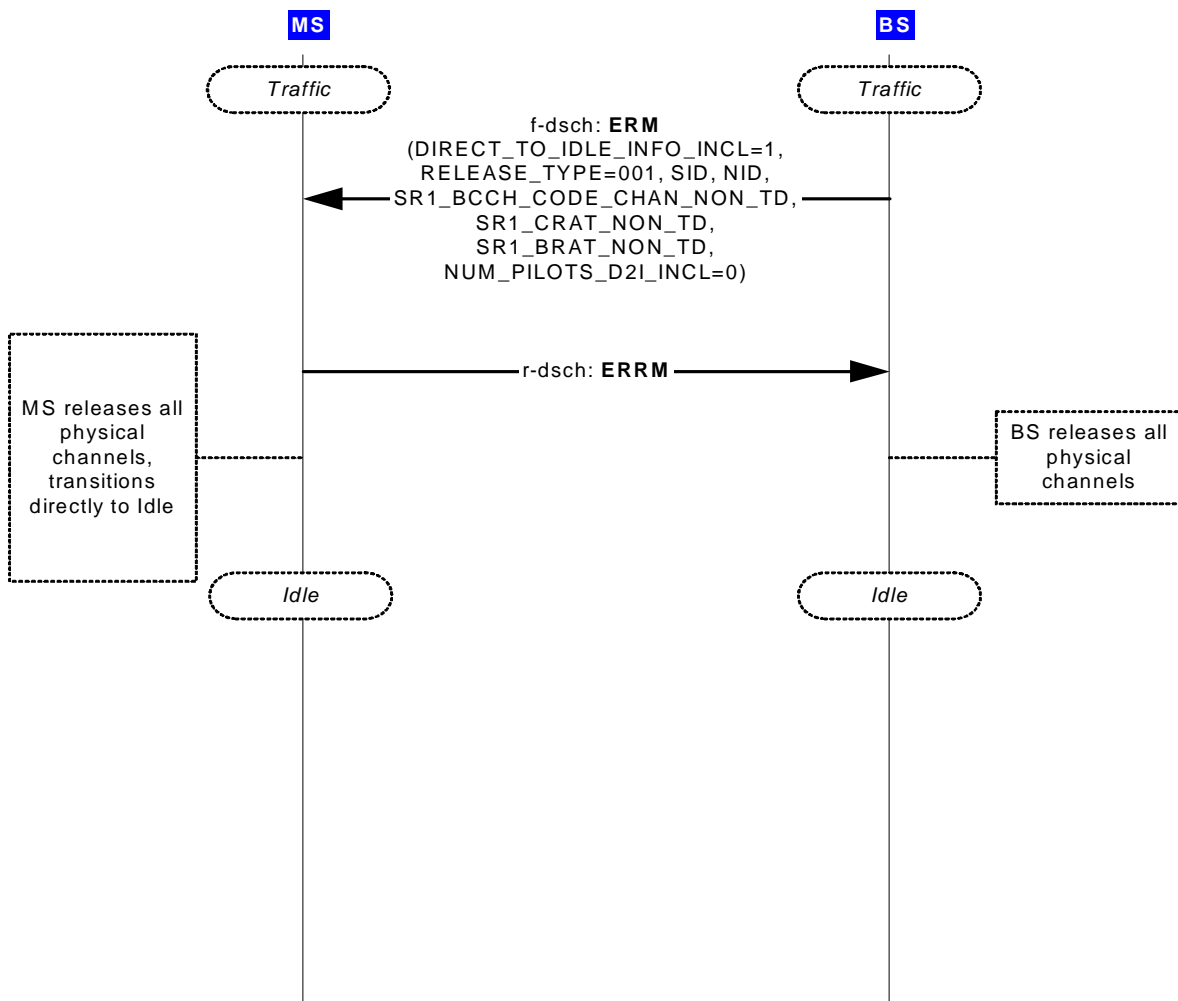 MS
BS
Traffic
Traffic
f-dsch: ERM
(DIRECT_TO_IDLE_INFO_INCL=1,
RELEASE_TYPE=001, SID, NID,
SR1_BCCH_CODE_CHAN_NON_TD,
SR1_CRAT_NON_TD,
SR1_BRAT_NON_TD,
NUM_PILOTS_D2I_INCL=0)
r-dsch: ERRM
MS releases all
physical
channels,
transitions
directly to Idle
BS releases all
physical
channels
Idle
Idle